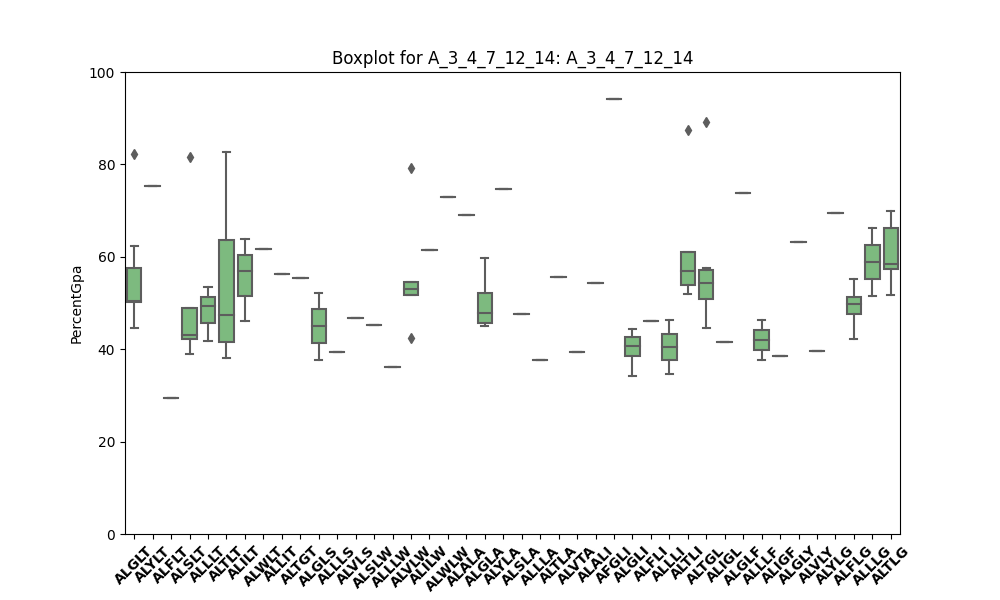 Boxplot for A_3_4_7_12_14: A_3_4_7_12_14
PercentGpa
100
80
60
40
20
0
ALGLT
ALYLT
ALFLT
ALSLT
ALLLT
ALTLT
ALILT
ALWLT
ALLIT
ALTGT
ALGLS
ALLLS
ALVLS
ALSLW
ALLLW
ALVLW
ALILW
ALWLW
ALALA
ALGLA
ALYLA
ALSLA
ALLLA
ALTLA
ALVTA
ALALI
AFGLI
ALGLI
ALFLI
ALLLI
ALTLI
ALTGL
ALIGL
ALGLF
ALLLF
ALIGF
ALGLY
ALVLY
ALYLG
ALFLG
ALLLG
ALTLG